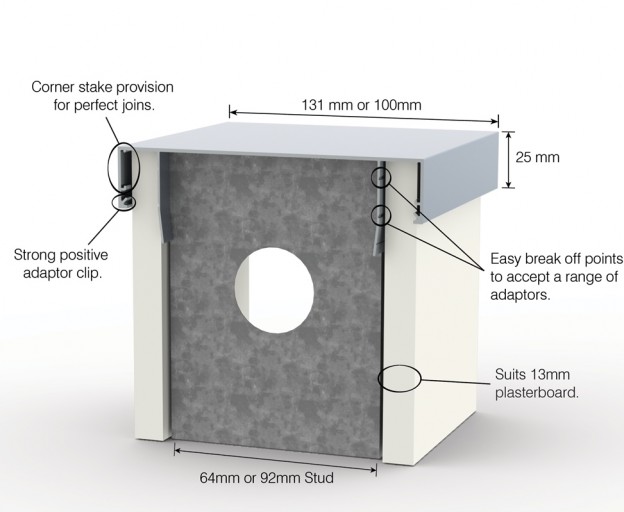 Corner stake provision
for perfect joins.
131 mm or 100mm
25 mm
Strong positive
adaptor clip.
Easy break off points
to accept a range of
adaptors.
Suits 13mm
plasterboard.
64mm or 92mm Stud